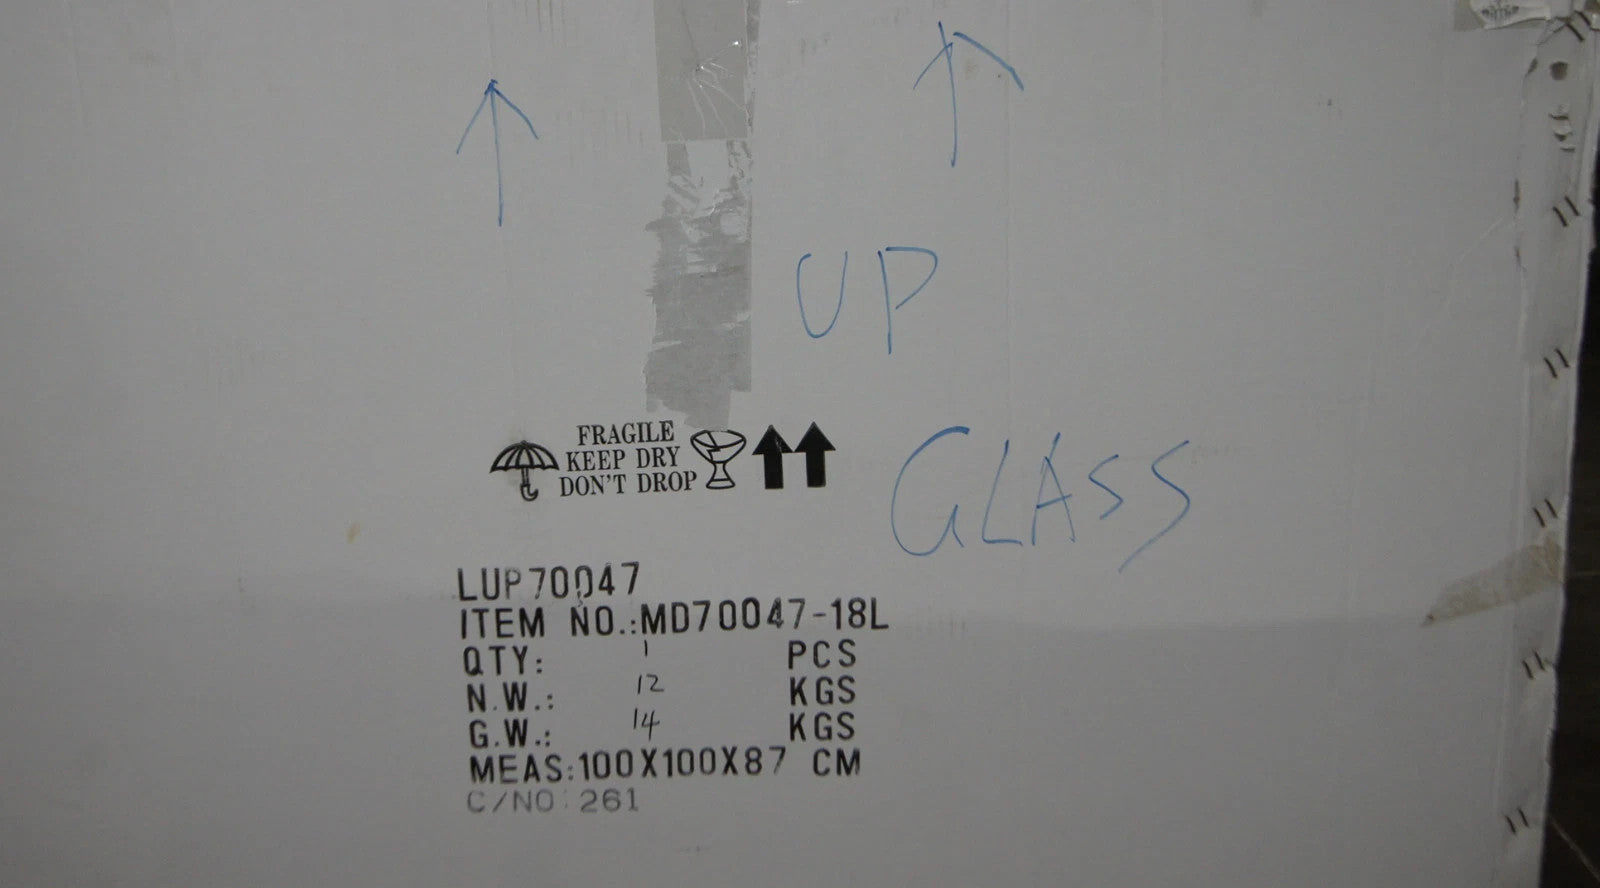 UP
GLASS
FRAGILE
KEEP DRY
DON'T DROP
LUP70047
ITEM NO.:MD70047-18L
QTY: 1 PCS
N.W.: 12 KGS
G.W.: 14 KGS
MEAS:100X100X87 CM
C/NO:261